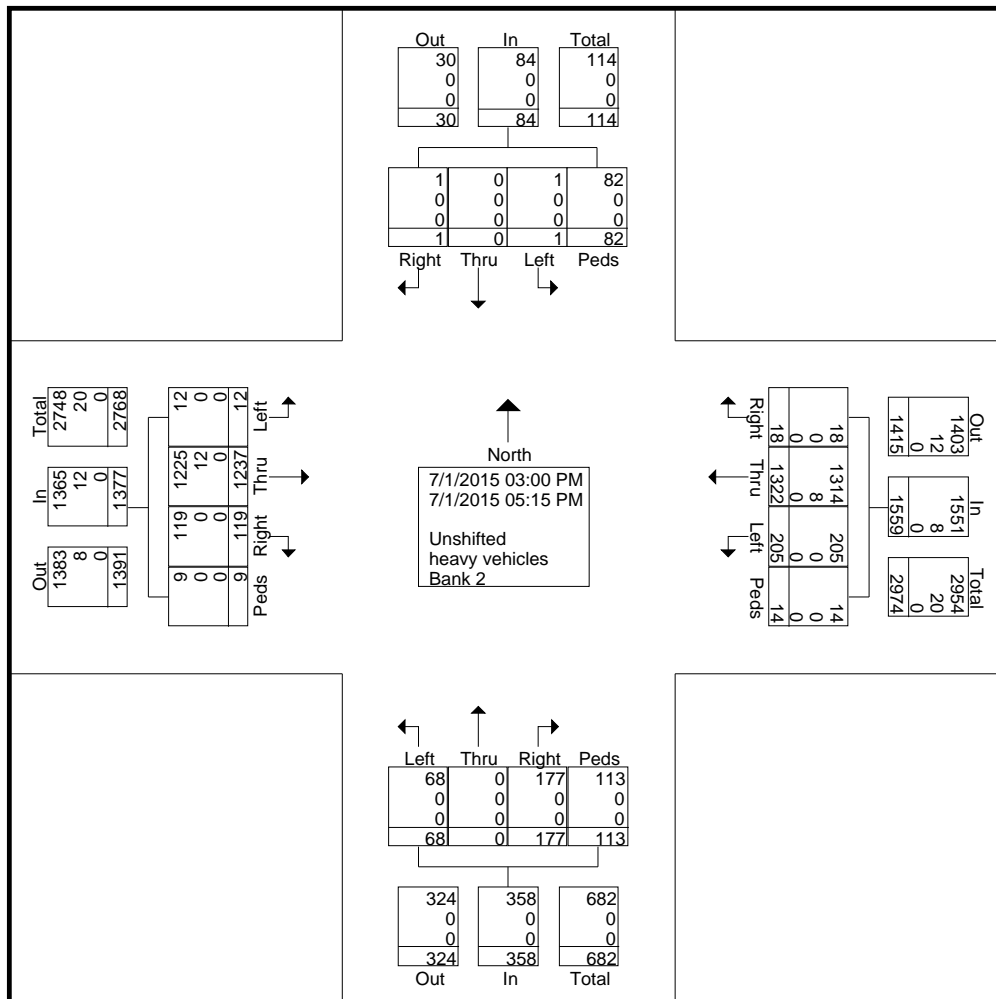 Out In Total
30 84 114
0 0 0
0 0 0
30 84 114
1 0 1 82
0 0 0 0
0 0 0 0
1 0 1 82
Right Thru Left Peds
Total
2748
20
0
2768
In
1365
12
0
1377
Out
1383
8
0
1391
Left
12
0
0
12
Thru
1225
12
0
1237
Right
119
0
0
119
Peds
9
0
0
9
North
7/1/2015 03:00 PM
7/1/2015 05:15 PM
Unshifted
heavy vehicles
Bank 2
Right
18
0
0
18
Thru
1314
8
0
1322
Left
205
0
0
205
Peds
14
0
0
14
Out
1403
12
0
1415
In
1551
8
0
1559
Total
2954
20
0
2974
Left Thru Right Peds
68 0 177 113
0 0 0 0
0 0 0 0
68 0 177 113
324 358 682
0 0 0
0 0 0
324 358 682
Out In Total